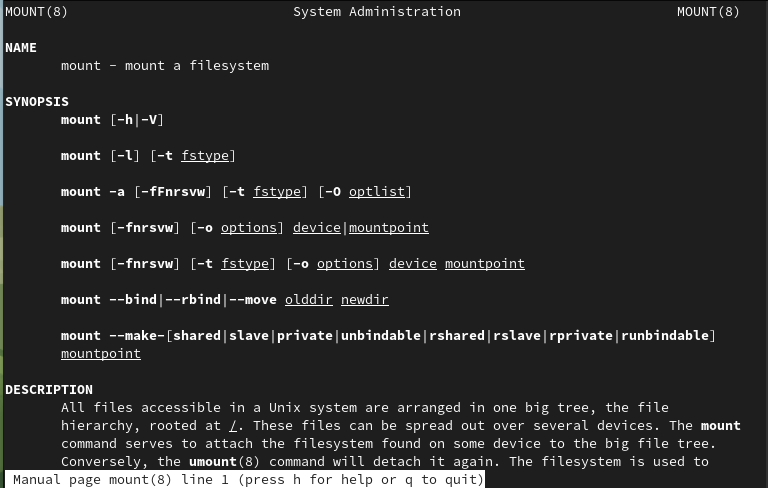 MOUNT(8) System Administration MOUNT(8)
NAME
mount - mount a filesystem
SYNOPSIS
mount [-h|-V]
mount [-l] [-t fstype]
mount -a [-fFnrsvw] [-t fstype] [-O optlist]
mount [-fnrsvw] [-o options] device|mountpoint
mount [-fnrsvw] [-t fstype] [-o options] device mountpoint
mount --bind|--rbind|--move olddir newdir
mount --make-[shared|slave|private|unbindable|rshared|rslave|rprivate|runbindable]
mountpoint
DESCRIPTION
All files accessible in a Unix system are arranged in one big tree, the file
hierarchy, rooted at /. These files can be spread out over several devices. The mount
command serves to attach the filesystem found on some device to the big file tree.
Conversely, the umount(8) command will detach it again. The filesystem is used to
Manual page mount(8) line 1 (press h for help or q to quit)